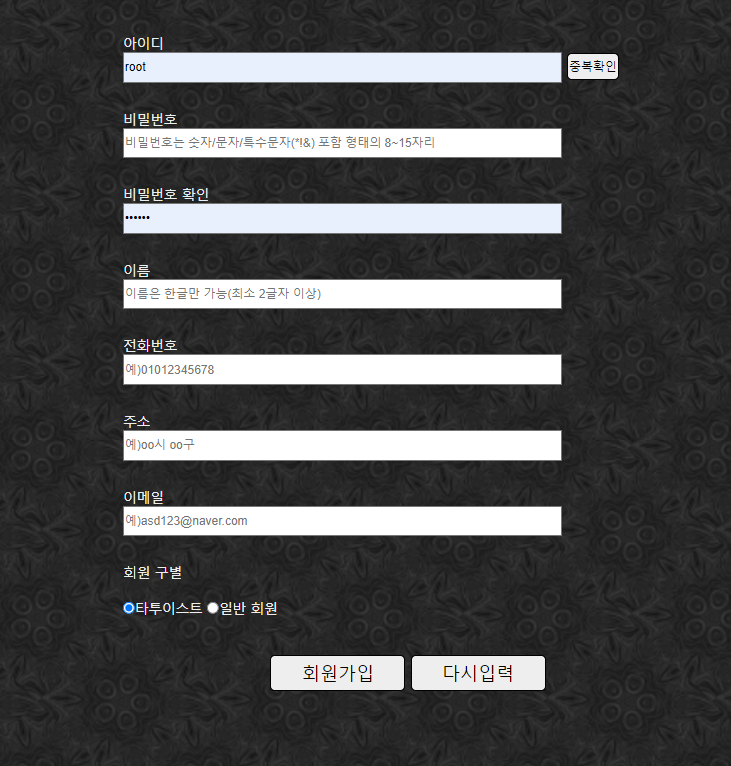 아이디
root 중복확인
비밀번호
비밀번호는 숫자/문자/특수문자(*!&) 포함 형태의 8~15자리
비밀번호 확인
••••••
이름
이름은 한글만 가능(최소 2글자 이상)
전화번호
예)01012345678
주소
예)oo시 oo구
이메일
예)asd123@naver.com
회원 구별
타투이스트 일반 회원
회원가입 다시입력